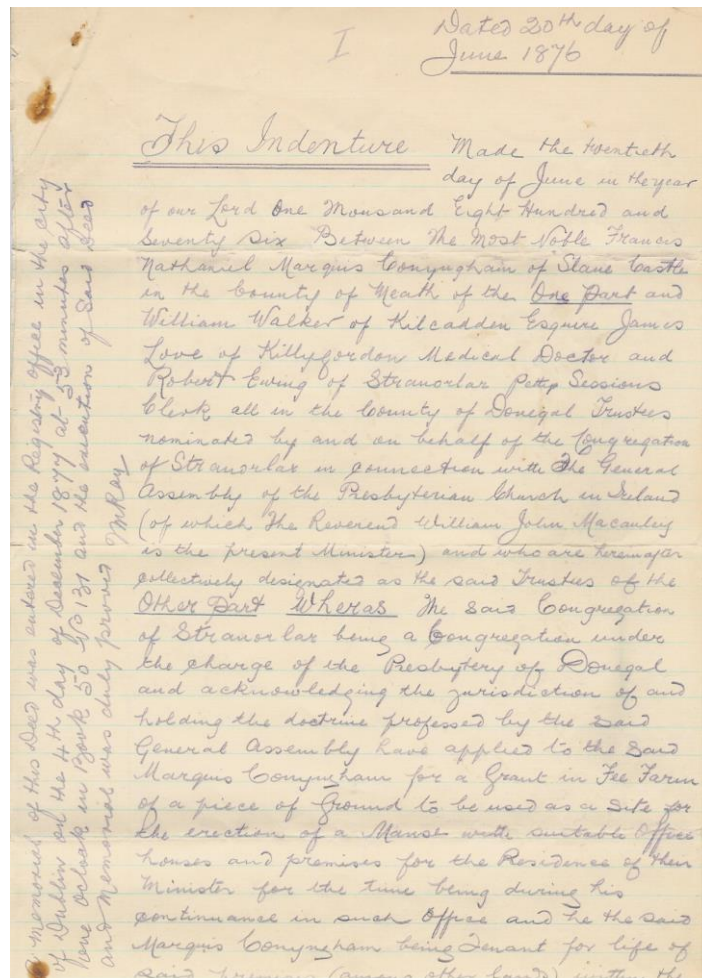 I
Dated 20th day of
June 1876
This Indenture Made the twentieth
day of June in the year
of our Lord One Thousand Eight Hundred and
Seventy Six Between The Most Noble Francis
Nathaniel Marquis Conyngham of Slane Castle
in the County of Meath of the One Part and
William Walker of Kilcadden Esquire James
Love of Killygordon Medical Doctor and
Robert Ewing of Stranorlar Petty Sessions
Clerk all in the County of Donegal Trustees
nominated by and on behalf of the Congregation
of Stranorlar in connection with The General
Assembly of the Presbyterian Church in Ireland
(of which The Reverend William John Macauley
is the present Minister) and who are hereinafter
collectively designated as the said Trustees of the
Other Part Wheras The said Congregation
of Stranorlar being a Congregation under
the charge of the Presbytery of Donegal
and acknowledging the jurisdiction of and
holding the doctrine professed by the said
General Assembly have applied to the said
Marquis Conyngham for a Grant in Fee Farm
of a piece of Ground to be used as a site for
the erection of a Manse with suitable Office
houses and premises for the Residence of their
Minister for the time being during his
continuance in such Office and he the said
Marquis Conyngham being Tenant for life of
said premises (among other lands) with the
a memorial of this Deed was entered in the Registry office in the city
of Dublin on the 4th day of December 1877 at 53 minutes after
one oclock in Book 50 No 131 and the execution of Said Deed
and Memorial was duly proved